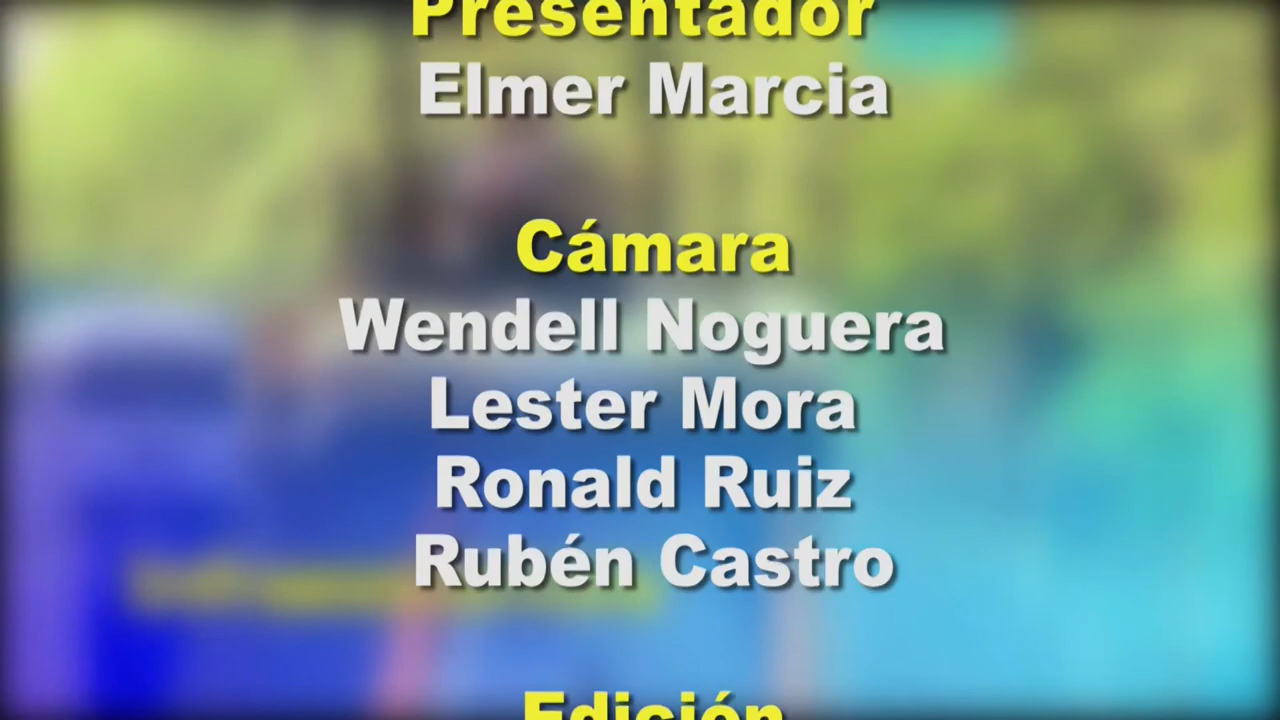 Presentador
Elmer Marcia
Cámara
Wendell Noguera
Lester Mora
Ronald Ruiz
Rubén Castro
Edición